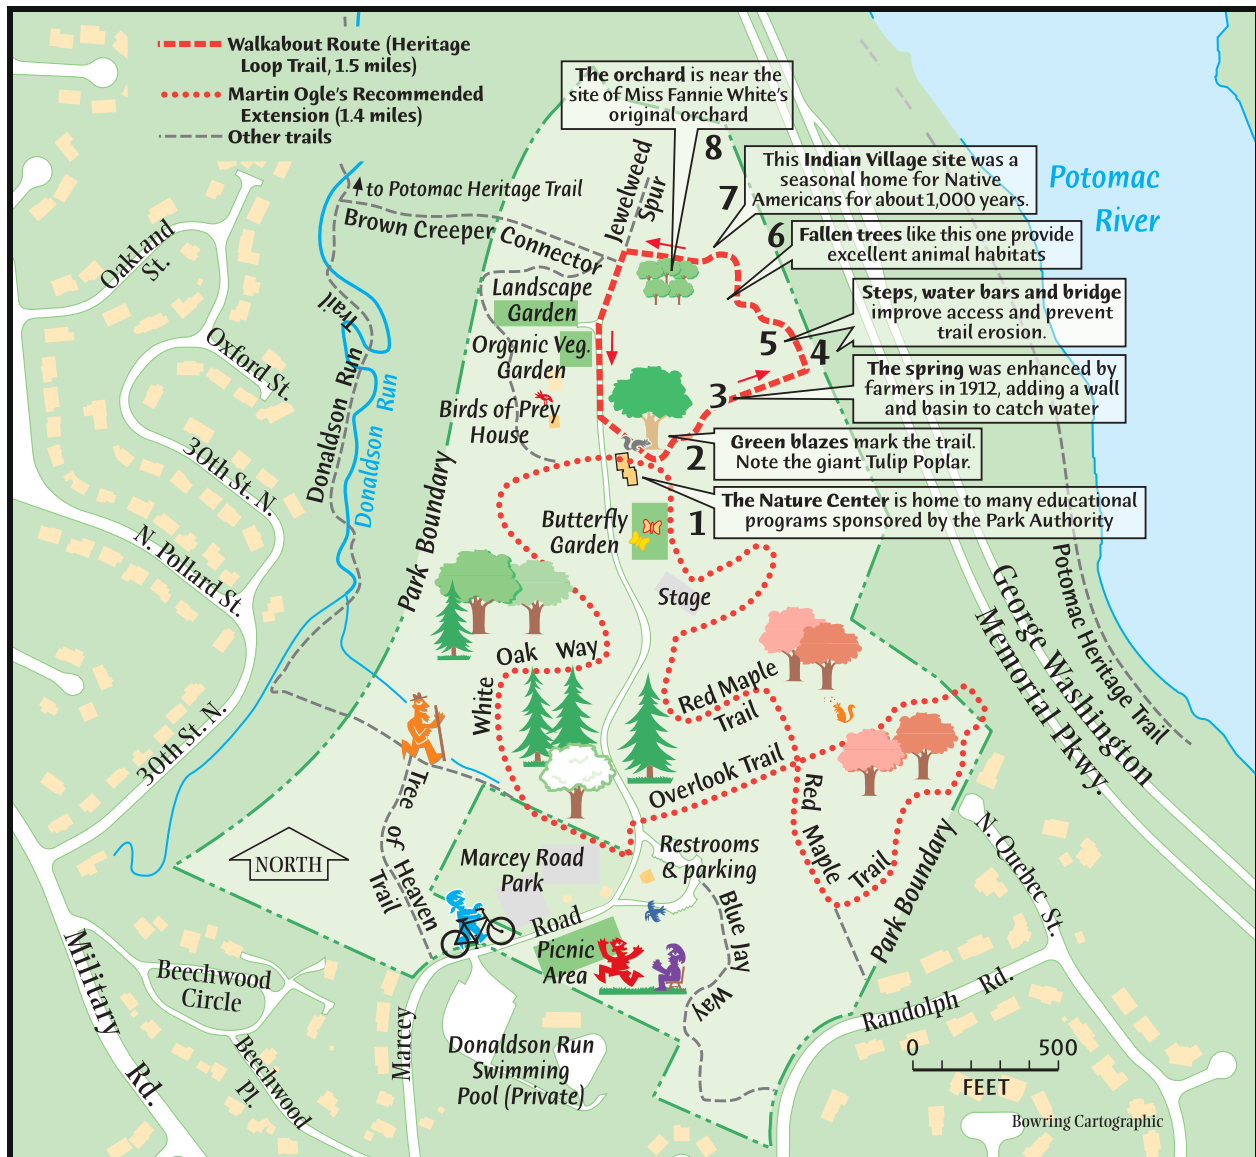 Walkabout Route (Heritage
Loop Trail, 1.5 miles)
Martin Ogle's Recommended
Extension (1.4 miles)
Other trails
The orchard is near the
site of Miss Fannie White's
original orchard
8
This Indian Village site was a
seasonal home for Native
Americans for about 1,000 years.
7
Potomac
River
6
Fallen trees like this one provide
excellent animal habitats
Steps, water bars and bridge
improve access and prevent
trail erosion.
5
4
The spring was enhanced by
farmers in 1912, adding a wall
and basin to catch water
3
Green blazes mark the trail.
Note the giant Tulip Poplar.
2
The Nature Center is home to many educational
programs sponsored by the Park Authority
1
to Potomac Heritage Trail
Brown Creeper Connector
Jewelweed
Spur
Landscape
Garden
Organic Veg.
Garden
Birds of Prey
House
Oakland
St.
Oxford St.
30th St. N.
N. Pollard St.
30th St. N.
Donaldson Run Trail
Donaldson Run
Park Boundary
Butterfly
Garden
Stage
White Oak Way
Red Maple
Trail
Overlook Trail
Red Maple Trail
George Washington
Memorial Pkwy.
Potomac Heritage Trail
Tree of Heaven
Trail
NORTH
Marcey Road
Park
Restrooms
& parking
Blue Jay Way
Park Boundary
N. Quebec St.
Randolph Rd.
Marcey Road
Picnic
Area
Military Rd.
Beechwood
Circle
Beechwood
Pl.
Donaldson Run
Swimming
Pool (Private)
0 500
FEET
Bowring Cartographic